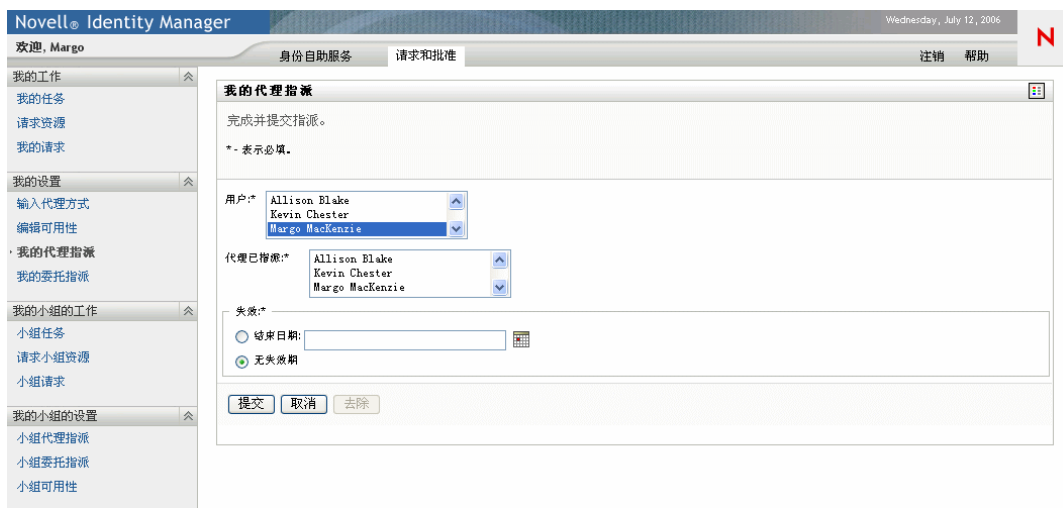 Novell® Identity Manager
Wednesday, July 12, 2006
欢迎, Margo
身份自助服务
请求和批准
注销
帮助
N
我的工作
我的任务
请求资源
我的请求
我的设置
输入代理方式
编辑可用性
我的代理指派
我的委托指派
我的小组的工作
小组任务
请求小组资源
小组请求
我的小组的设置
小组代理指派
小组委托指派
小组可用性
我的代理指派
完成并提交指派。
*- 表示必填。
用户:*
Allison Blake
Kevin Chester
Margo MacKenzie
代理已指派:*
Allison Blake
Kevin Chester
Margo MacKenzie
失效:*
结束日期:
无失效期
提交
取消
去除